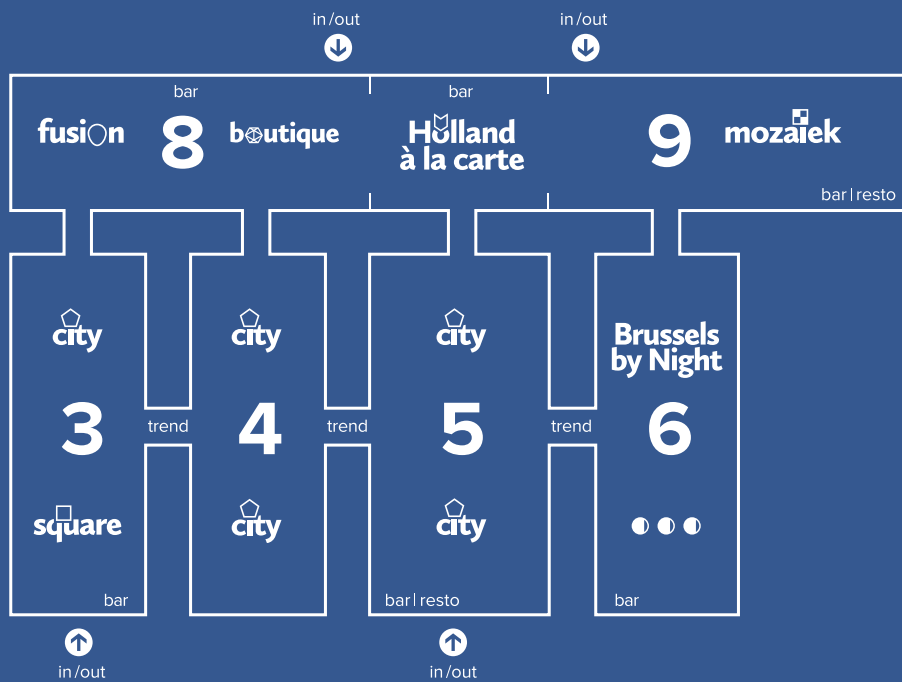 in/out
in/out
bar
bar
fusion
8
boutique
Holland
à la carte
9
mozaïek
bar|resto
city
city
city
Brussels
by Night
3
trend
4
trend
5
trend
6
square
city
city
bar
bar|resto
bar
in/out
in/out